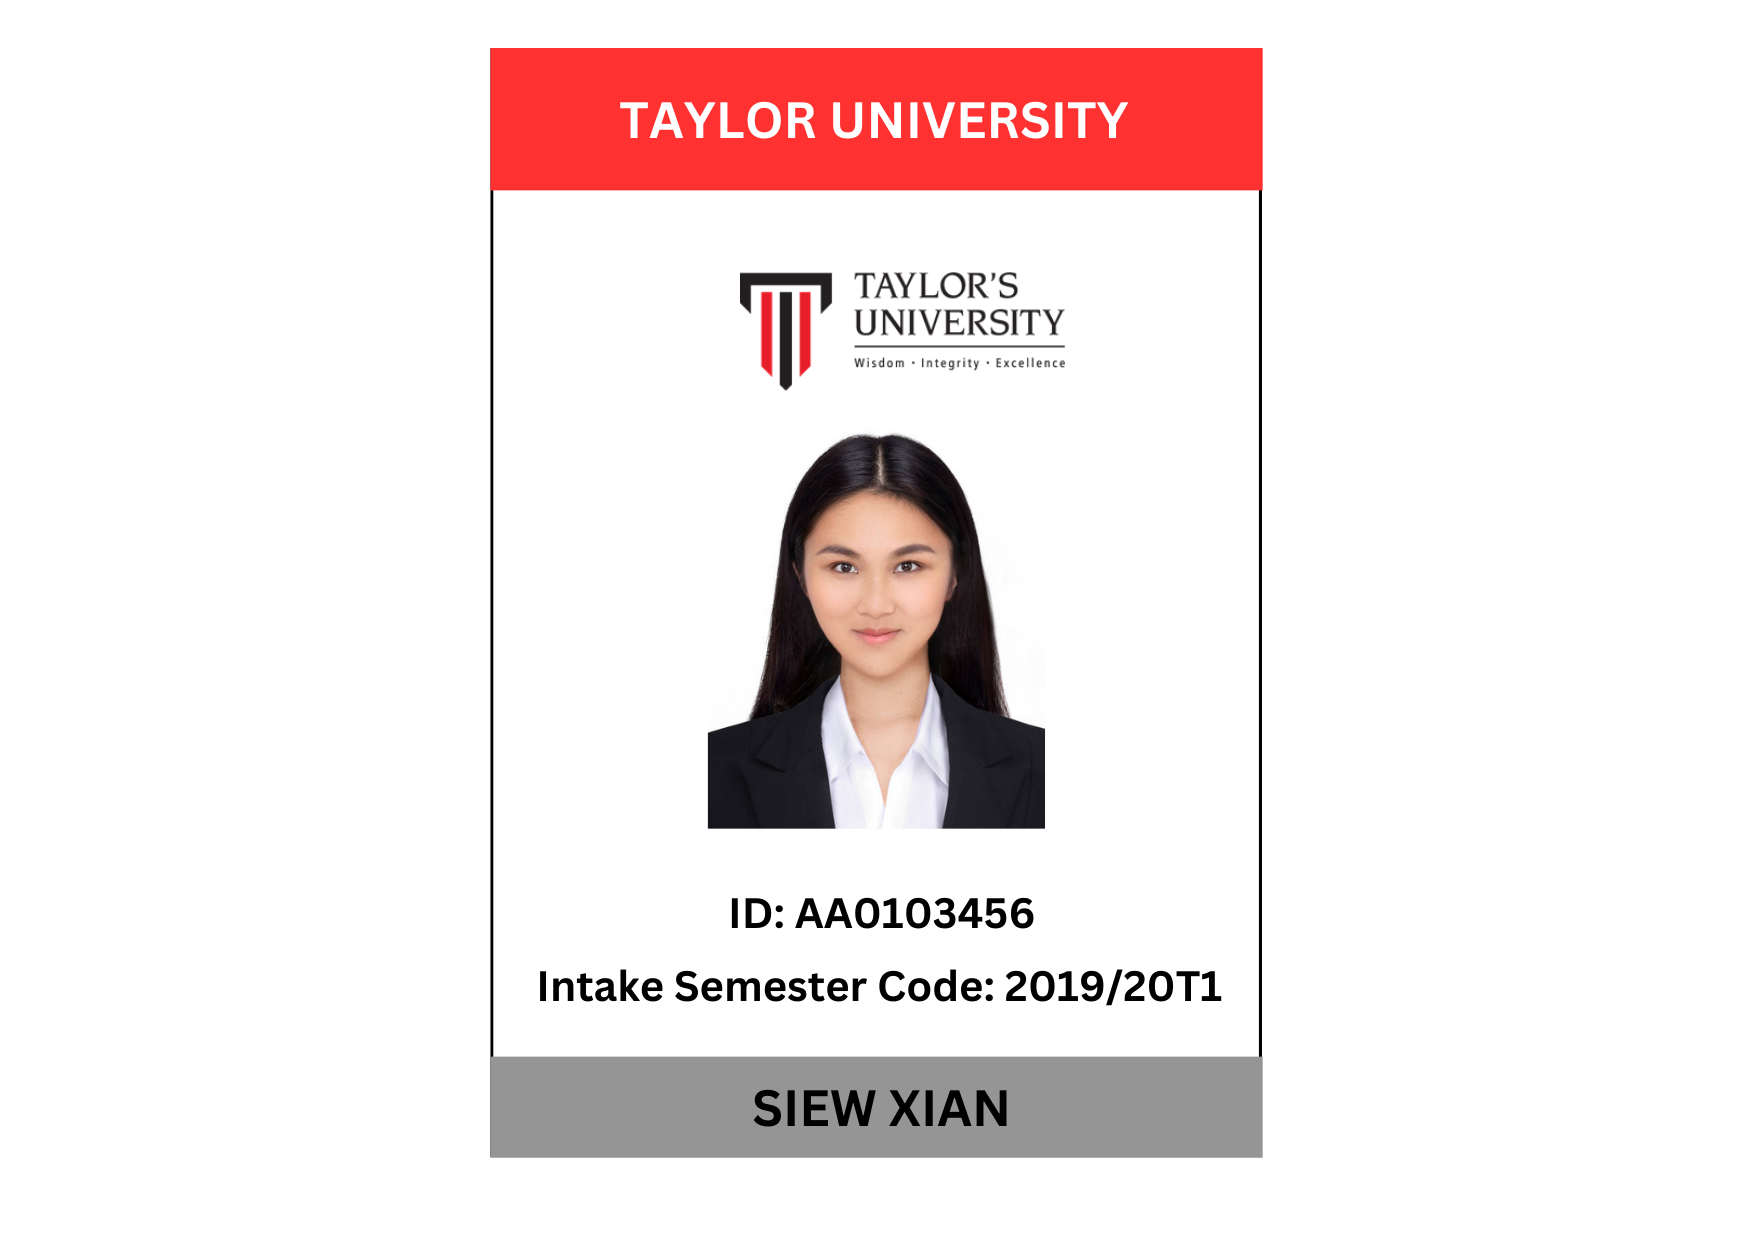 TAYLOR UNIVERSITY
TAYLOR'S
UNIVERSITY
Wisdom · Integrity · Excellence
ID: AA0103456
Intake Semester Code: 2019/20T1
SIEW XIAN